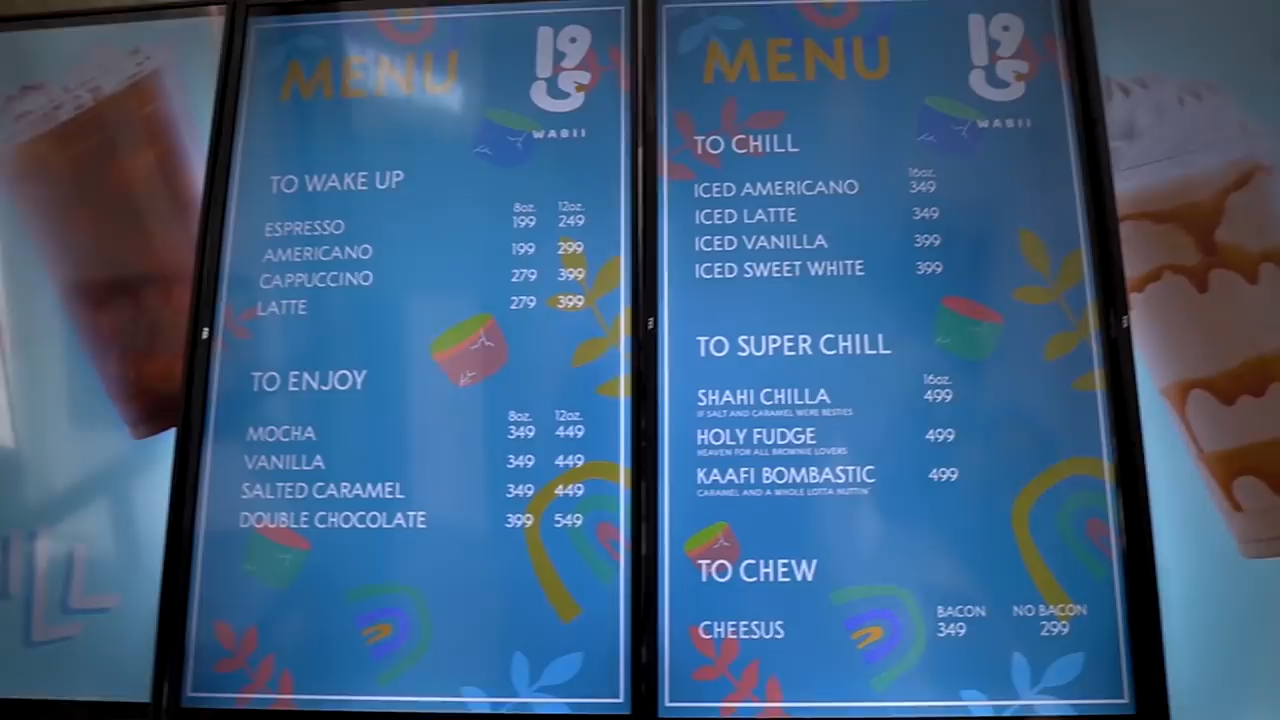 MENU
19
WABII
TO WAKE UP
8oz. 12oz.
ESPRESSO 199 249
AMERICANO 199 299
CAPPUCCINO 279 399
LATTE 279 399
TO ENJOY
8oz. 12oz.
MOCHA 349 449
VANILLA 349 449
SALTED CARAMEL 349 449
DOUBLE CHOCOLATE 399 549
MENU
19
WABII
TO CHILL
16oz.
ICED AMERICANO 349
ICED LATTE 349
ICED VANILLA 399
ICED SWEET WHITE 399
TO SUPER CHILL
16oz.
SHAHI CHILLA 499
IF SALT AND CARAMEL WERE BESTIES
HOLY FUDGE 499
HEAVEN FOR ALL BROWNIE LOVERS
KAAFI BOMBASTIC 499
CARAMEL AND A WHOLE LOTTA NUTTIN'
TO CHEW
BACON NO BACON
CHEESUS 349 299